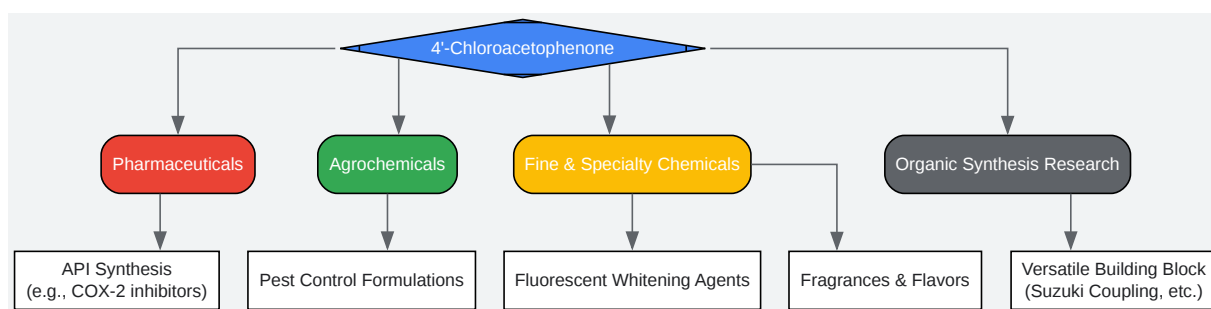 4'-Chloroacetophenone
Pharmaceuticals
Agrochemicals
Fine & Specialty Chemicals
Organic Synthesis Research
API Synthesis
(e.g., COX-2 inhibitors)
Pest Control Formulations
Fluorescent Whitening Agents
Fragrances & Flavors
Versatile Building Block
(Suzuki Coupling, etc.)